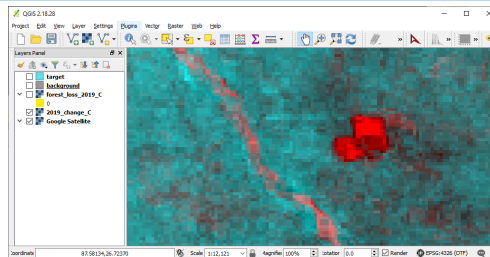 QGIS 2.18.28
Project Edit View Layer Settings Plugins Vector Raster Web Help
Layers Panel
target
background
forest_loss_2019_C
0
2019_change_C
Google Satellite
:oordinate 87.58134,26.72370 Scale 1:12,121 Magnifier 100% Rotation 0.0 Render EPSG:4326 (OTF)